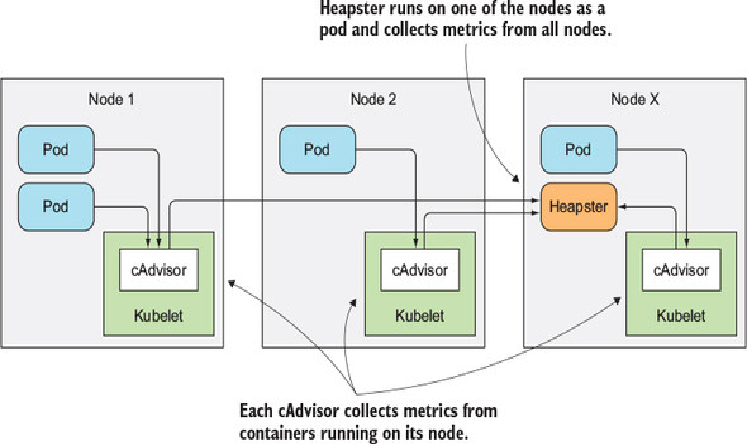 Heapster runs on one of the nodes as a
pod and collects metrics from all nodes.
Node 1
Pod
Pod
cAdvisor
Kubelet
Node 2
Pod
cAdvisor
Kubelet
Node X
Pod
Heapster
cAdvisor
Kubelet
Each cAdvisor collects metrics from
containers running on its node.